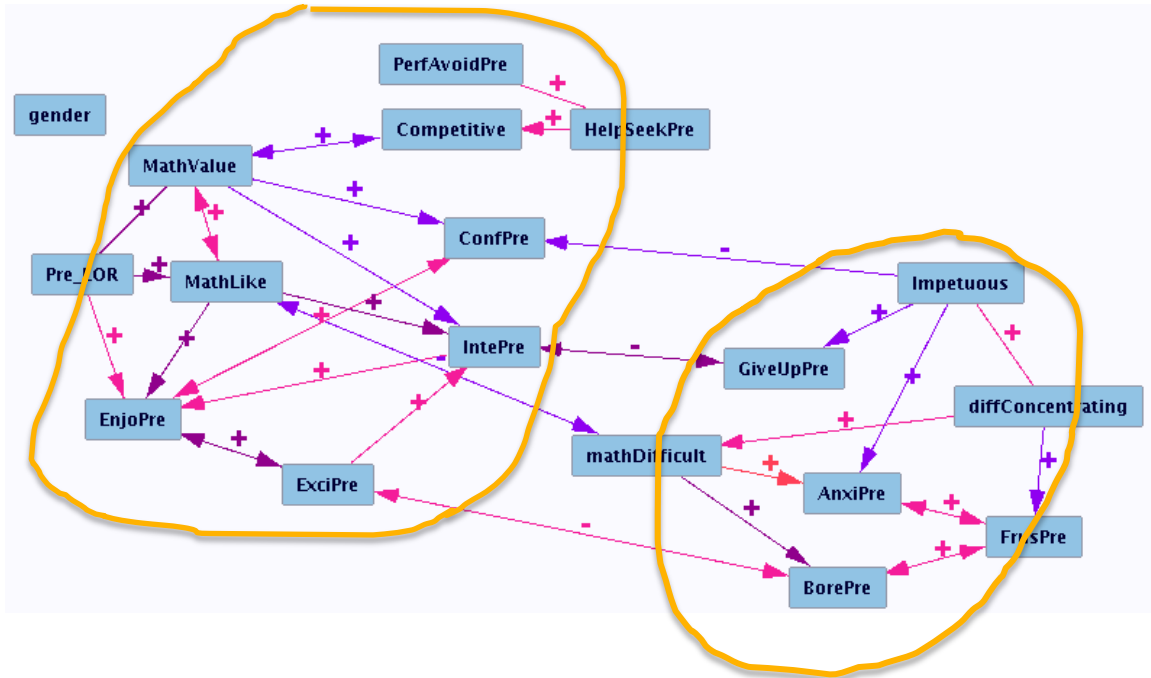 PerfAvoidPre
+
gender
Competitive
+
HelpSeekPre
+
MathValue
+
+
+
ConfPre
+
-
Pre_LOR
+
MathLike
Impetuous
+
+
+
+
+
+
IntePre
-
GiveUpPre
+
-
+
+
diffConcentrating
EnjoPre
+
+
+
mathDifficult
+
+
ExciPre
AnxiPre
+
+
-
FrusPre
+
BorePre